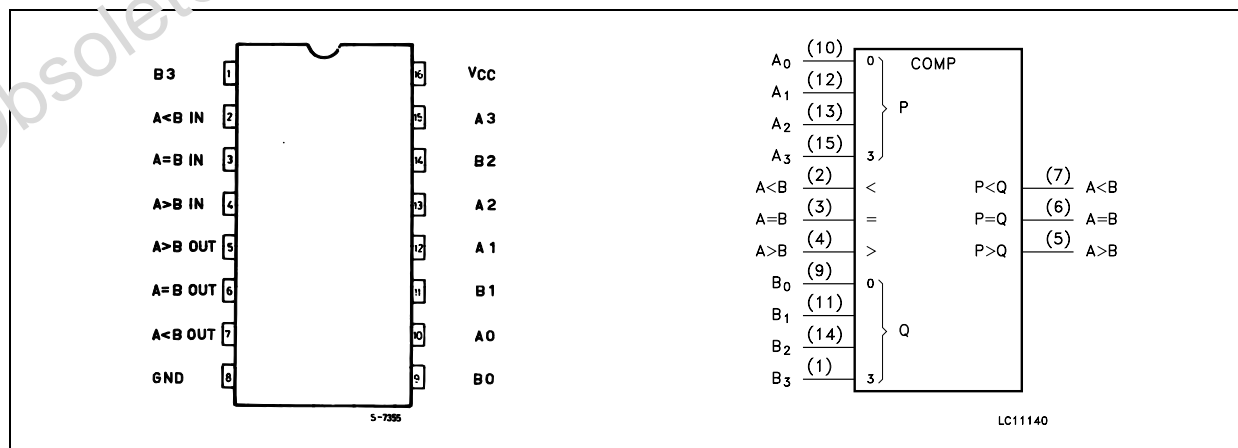 obsolete
B3 1 16 VCC
A<B IN 2 15 A3
A=B IN 3 14 B2
A>B IN 4 13 A2
A>B OUT 5 12 A1
A=B OUT 6 11 B1
A<B OUT 7 10 A0
GND 8 9 B0
S-7355
COMP
A0 (10) 0
A1 (12)
P
A2 (13)
A3 (15) 3
A<B (2) < P<Q (7) A<B
A=B (3) = P=Q (6) A=B
A>B (4) > P>Q (5) A>B
B0 (9) 0
B1 (11)
Q
B2 (14)
B3 (1) 3
LC11140